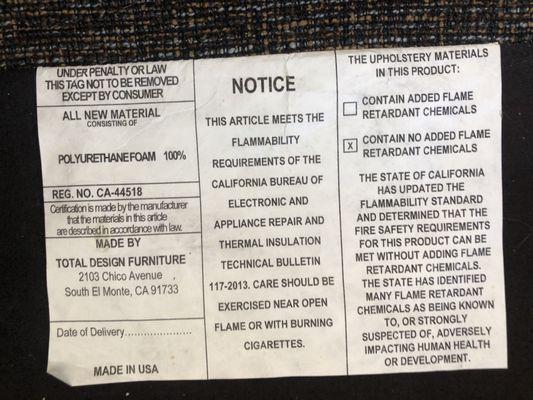 UNDER PENALTY OR LAW
THIS TAG NOT TO BE REMOVED
EXCEPT BY CONSUMER
ALL NEW MATERIAL
CONSISTING OF
POLYURETHANE FOAM 100%
REG. NO. CA-44518
Certification is made by the manufacturer
that the materials in this article
are described in accordance with law.
MADE BY
TOTAL DESIGN FURNITURE
2103 Chico Avenue
South El Monte, CA 91733
Date of Delivery.....................
MADE IN USA
NOTICE
THIS ARTICLE MEETS THE
FLAMMABILITY
REQUIREMENTS OF THE
CALIFORNIA BUREAU OF
ELECTRONIC AND
APPLIANCE REPAIR AND
THERMAL INSULATION
TECHNICAL BULLETIN
117-2013. CARE SHOULD BE
EXERCISED NEAR OPEN
FLAME OR WITH BURNING
CIGARETTES.
THE UPHOLSTERY MATERIALS
IN THIS PRODUCT:
CONTAIN ADDED FLAME
RETARDANT CHEMICALS
X CONTAIN NO ADDED FLAME
RETARDANT CHEMICALS
THE STATE OF CALIFORNIA
HAS UPDATED THE
FLAMMABILITY STANDARD
AND DETERMINED THAT THE
FIRE SAFETY REQUIREMENTS
FOR THIS PRODUCT CAN BE
MET WITHOUT ADDING FLAME
RETARDANT CHEMICALS.
THE STATE HAS IDENTIFIED
MANY FLAME RETARDANT
CHEMICALS AS BEING KNOWN
TO, OR STRONGLY
SUSPECTED OF, ADVERSELY
IMPACTING HUMAN HEALTH
OR DEVELOPMENT.